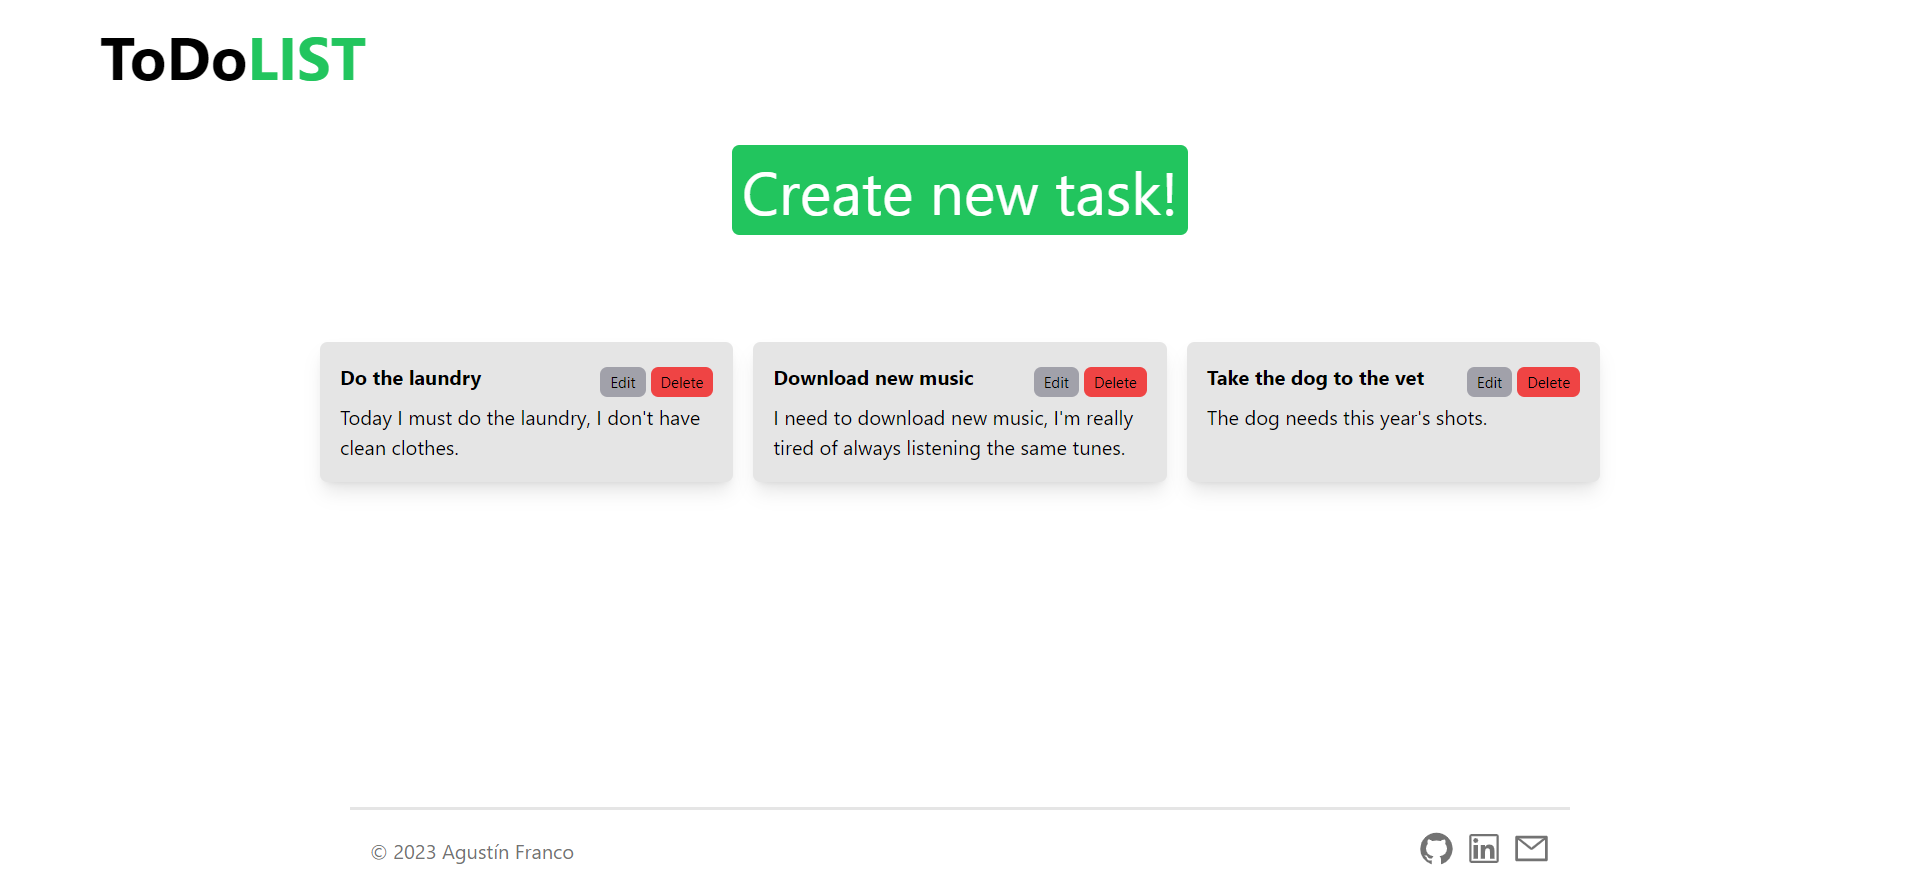 ToDoLIST
Create new task!
Do the laundry
Edit
Delete
Today I must do the laundry, I don't have
clean clothes.
Download new music
Edit
Delete
I need to download new music, I'm really
tired of always listening the same tunes.
Take the dog to the vet
Edit
Delete
The dog needs this year's shots.
© 2023 Agustín Franco
in